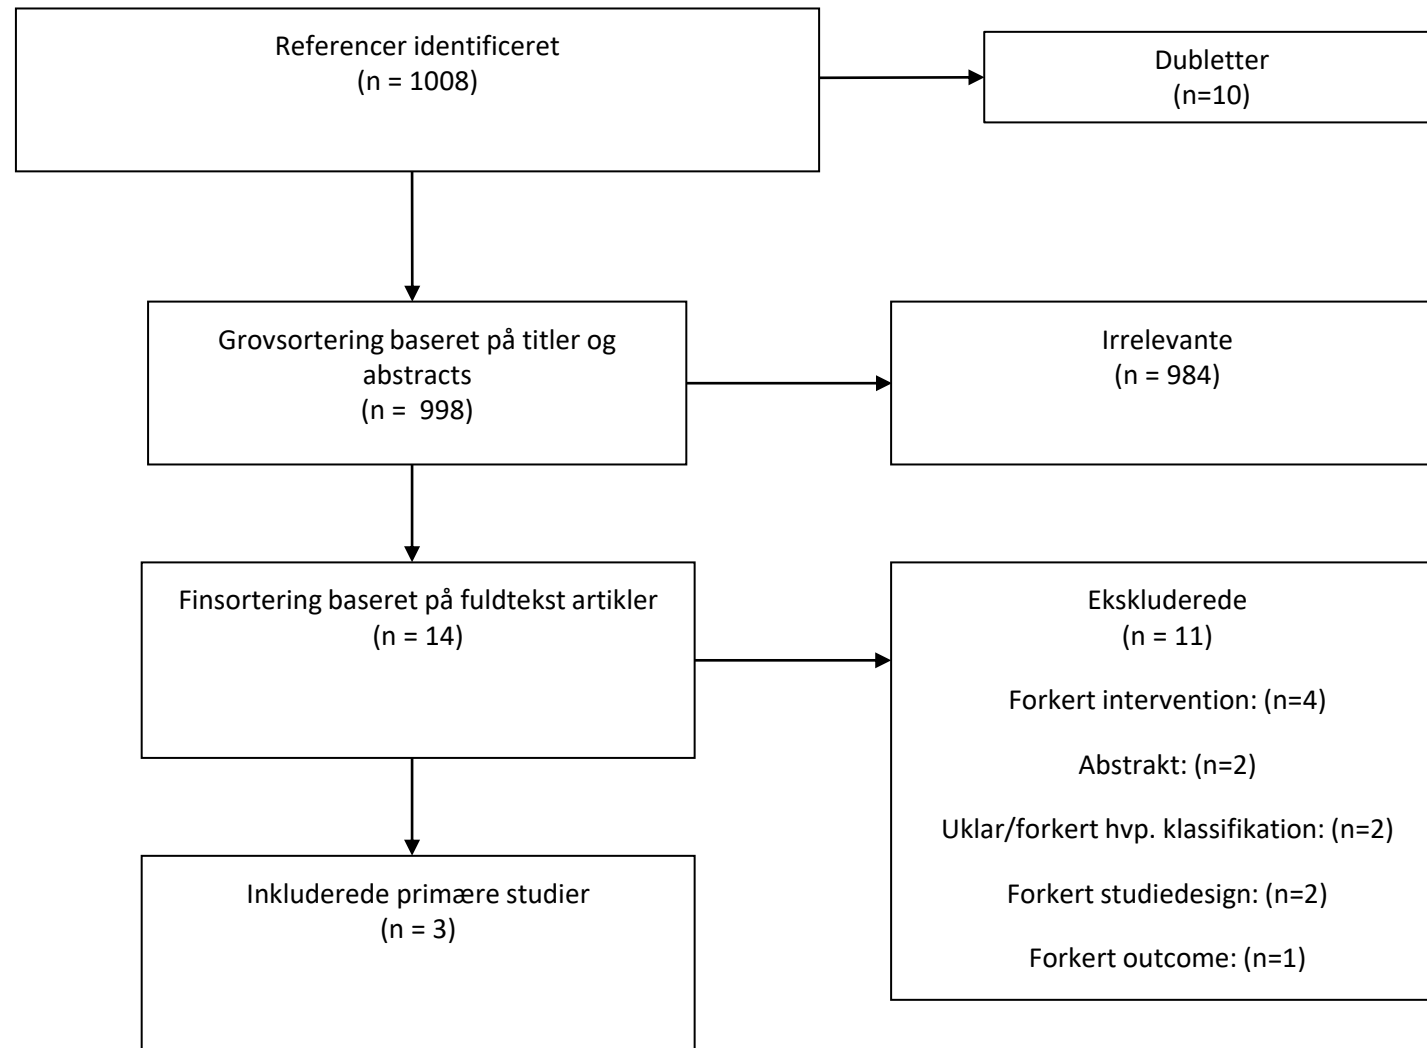 Referencer identificeret
(n = 1008)
Dubletter
(n=10)
Grovsortering baseret på titler og
abstracts
(n =  998)
Irrelevante
(n = 984)
Finsortering baseret på fuldtekst artikler
(n = 14)
Ekskluderede
(n = 11)
Forkert intervention: (n=4)
Abstrakt: (n=2)
Uklar/forkert hvp. klassifikation: (n=2)
Forkert studiedesign: (n=2)
Forkert outcome: (n=1)
Inkluderede primære studier
(n = 3)